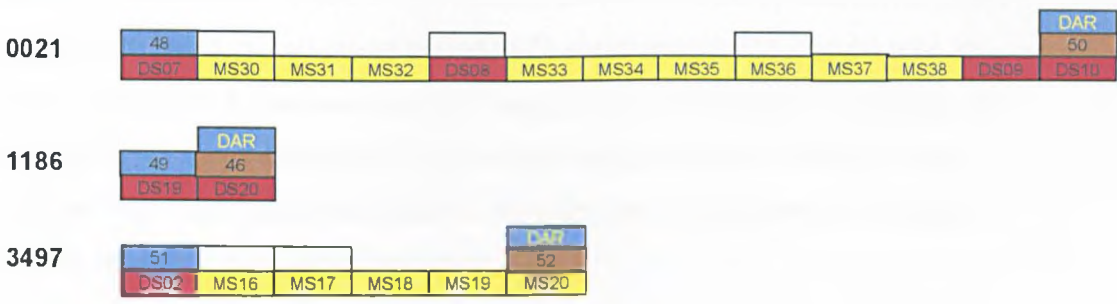 DAR
0021 48 50
DS07 MS30 MS31 MS32 DS08 MS33 MS34 MS35 MS36 MS37 MS38 DS09 DS10
DAR
1186 49 46
DS19 DS20
DAR
3497 51 52
DS02 MS16 MS17 MS18 MS19 MS20